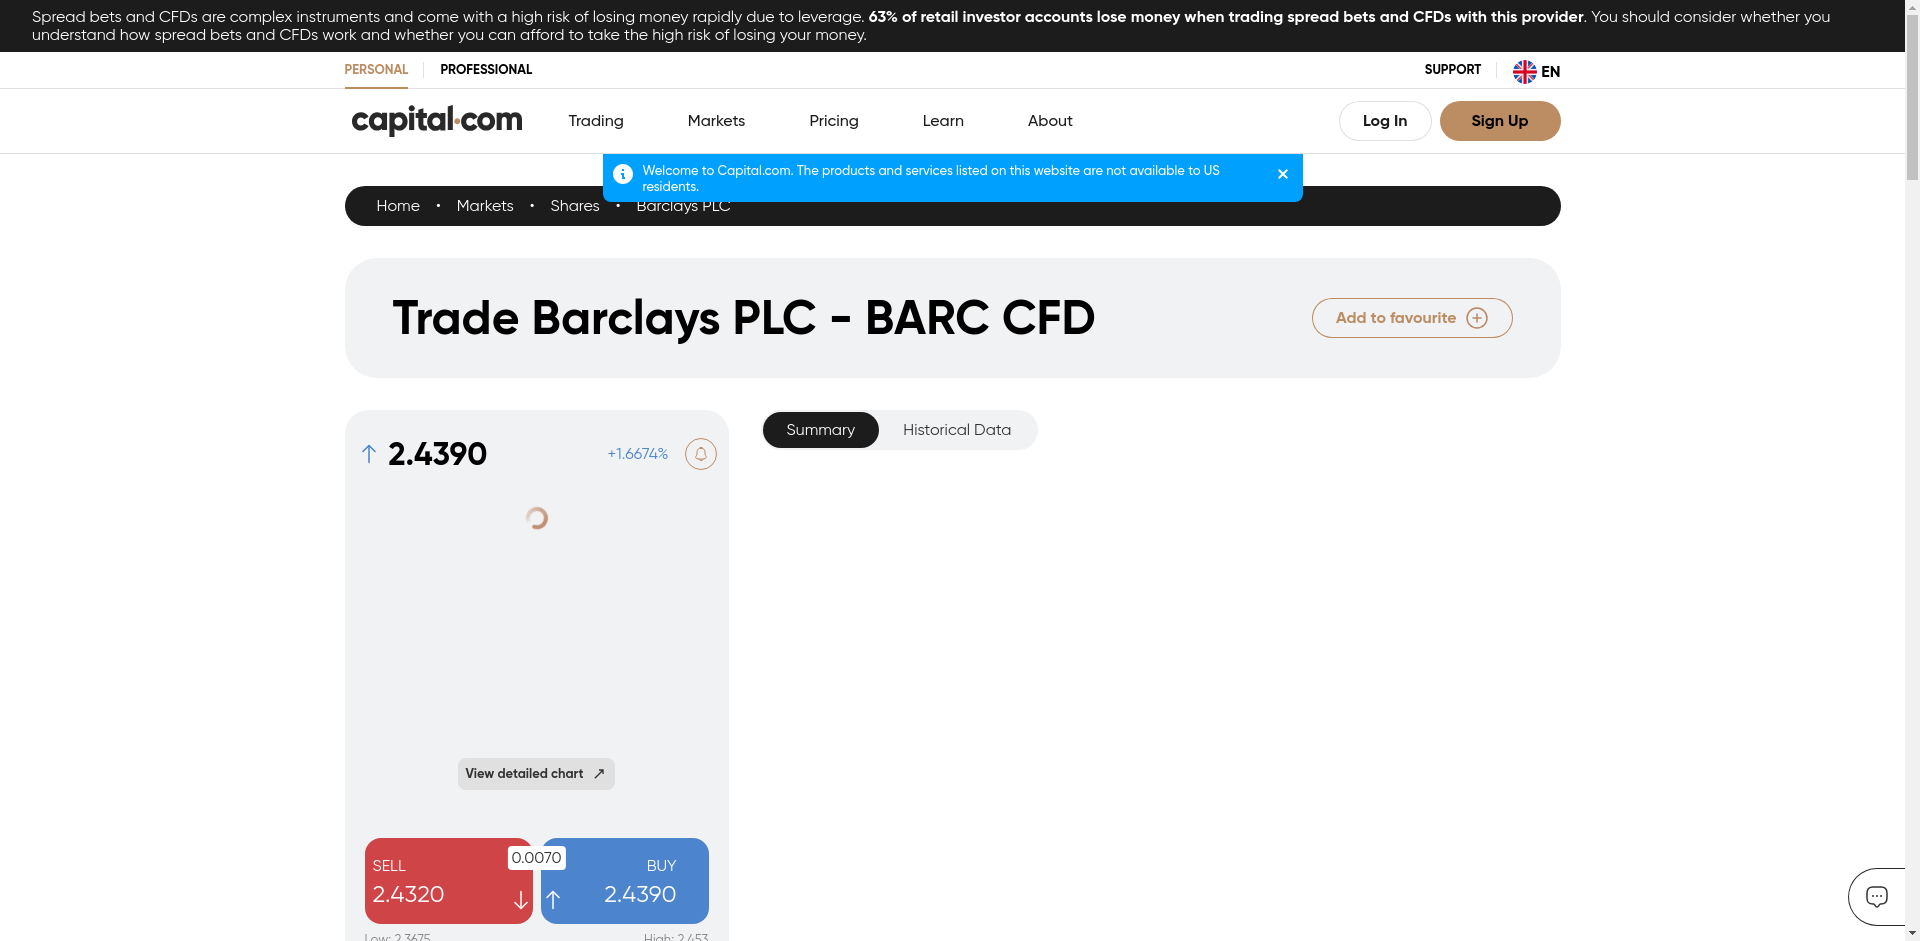 Spread bets and CFDs are complex instruments and come with a high risk of losing money rapidly due to leverage. 63% of retail investor accounts lose money when trading spread bets and CFDs with this provider. You should consider whether you
understand how spread bets and CFDs work and whether you can afford to take the high risk of losing your money.
PERSONAL PROFESSIONAL SUPPORT EN
capital.com Trading Markets Pricing Learn About Log In Sign Up
Welcome to Capital.com. The products and services listed on this website are not available to US
residents.
Home • Markets • Shares • Barclays PLC
Trade Barclays PLC - BARC CFD
Add to favourite
2.4390 +1.6674%
Summary Historical Data
View detailed chart
0.0070
SELL BUY
2.4320 2.4390
Low: 2.3675 High: 2.453